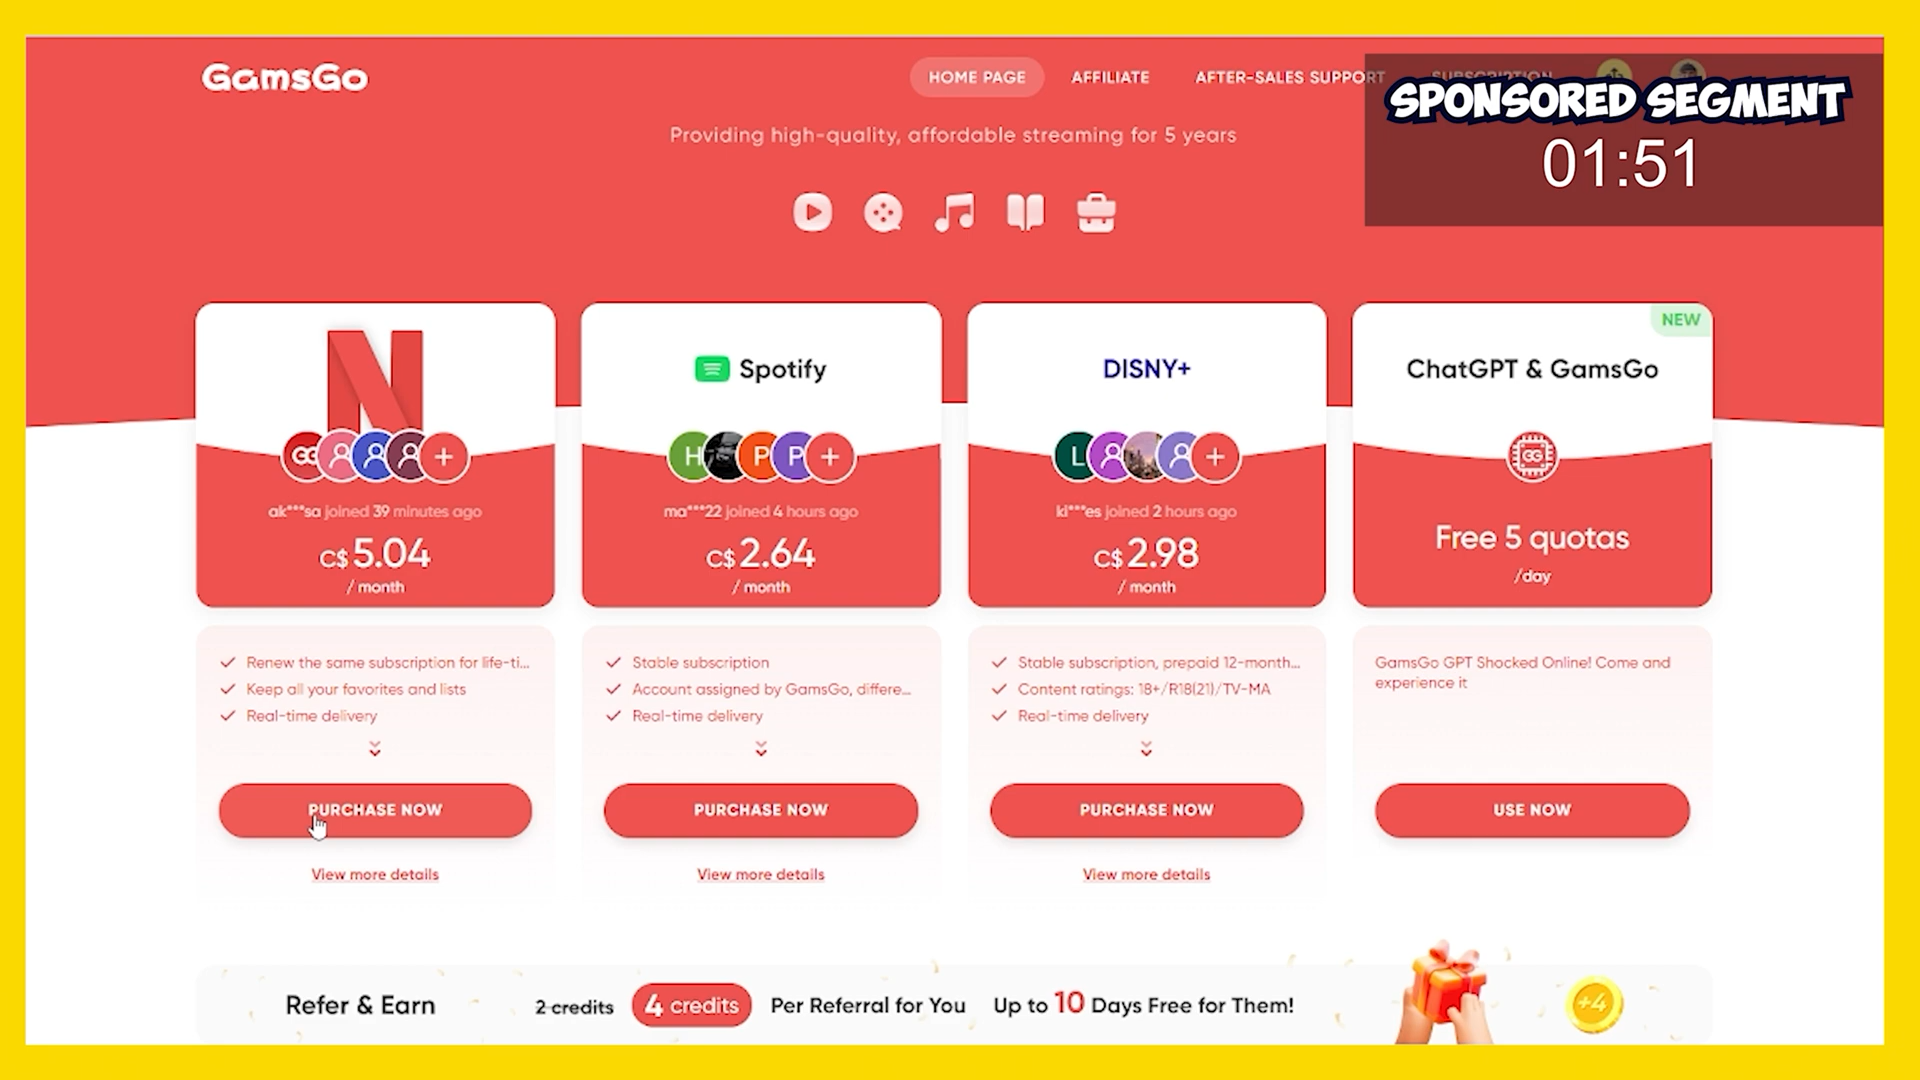 GamsGo
HOME PAGE
AFFILIATE
AFTER-SALES SUPPORT
SUBSCRIPTION
SPONSORED SEGMENT
01:51
Providing high-quality, affordable streaming for 5 years
N
GG
+
ak***sa joined 39 minutes ago
C$ 5.04
/ month
Renew the same subscription for life-ti...
Keep all your favorites and lists
Real-time delivery
PURCHASE NOW
View more details
Spotify
H
P
P
+
ma***22 joined 4 hours ago
C$ 2.64
/ month
Stable subscription
Account assigned by GamsGo, differe...
Real-time delivery
PURCHASE NOW
View more details
DISNY+
L
+
ki***es joined 2 hours ago
C$ 2.98
/ month
Stable subscription, prepaid 12-month...
Content ratings: 18+/R18(21)/TV-MA
Real-time delivery
PURCHASE NOW
View more details
NEW
ChatGPT & GamsGo
GG
Free 5 quotas
/day
GamsGo GPT Shocked Online! Come and
experience it
USE NOW
Refer & Earn
2 credits
4 credits
Per Referral for You
Up to 10 Days Free for Them!
+4